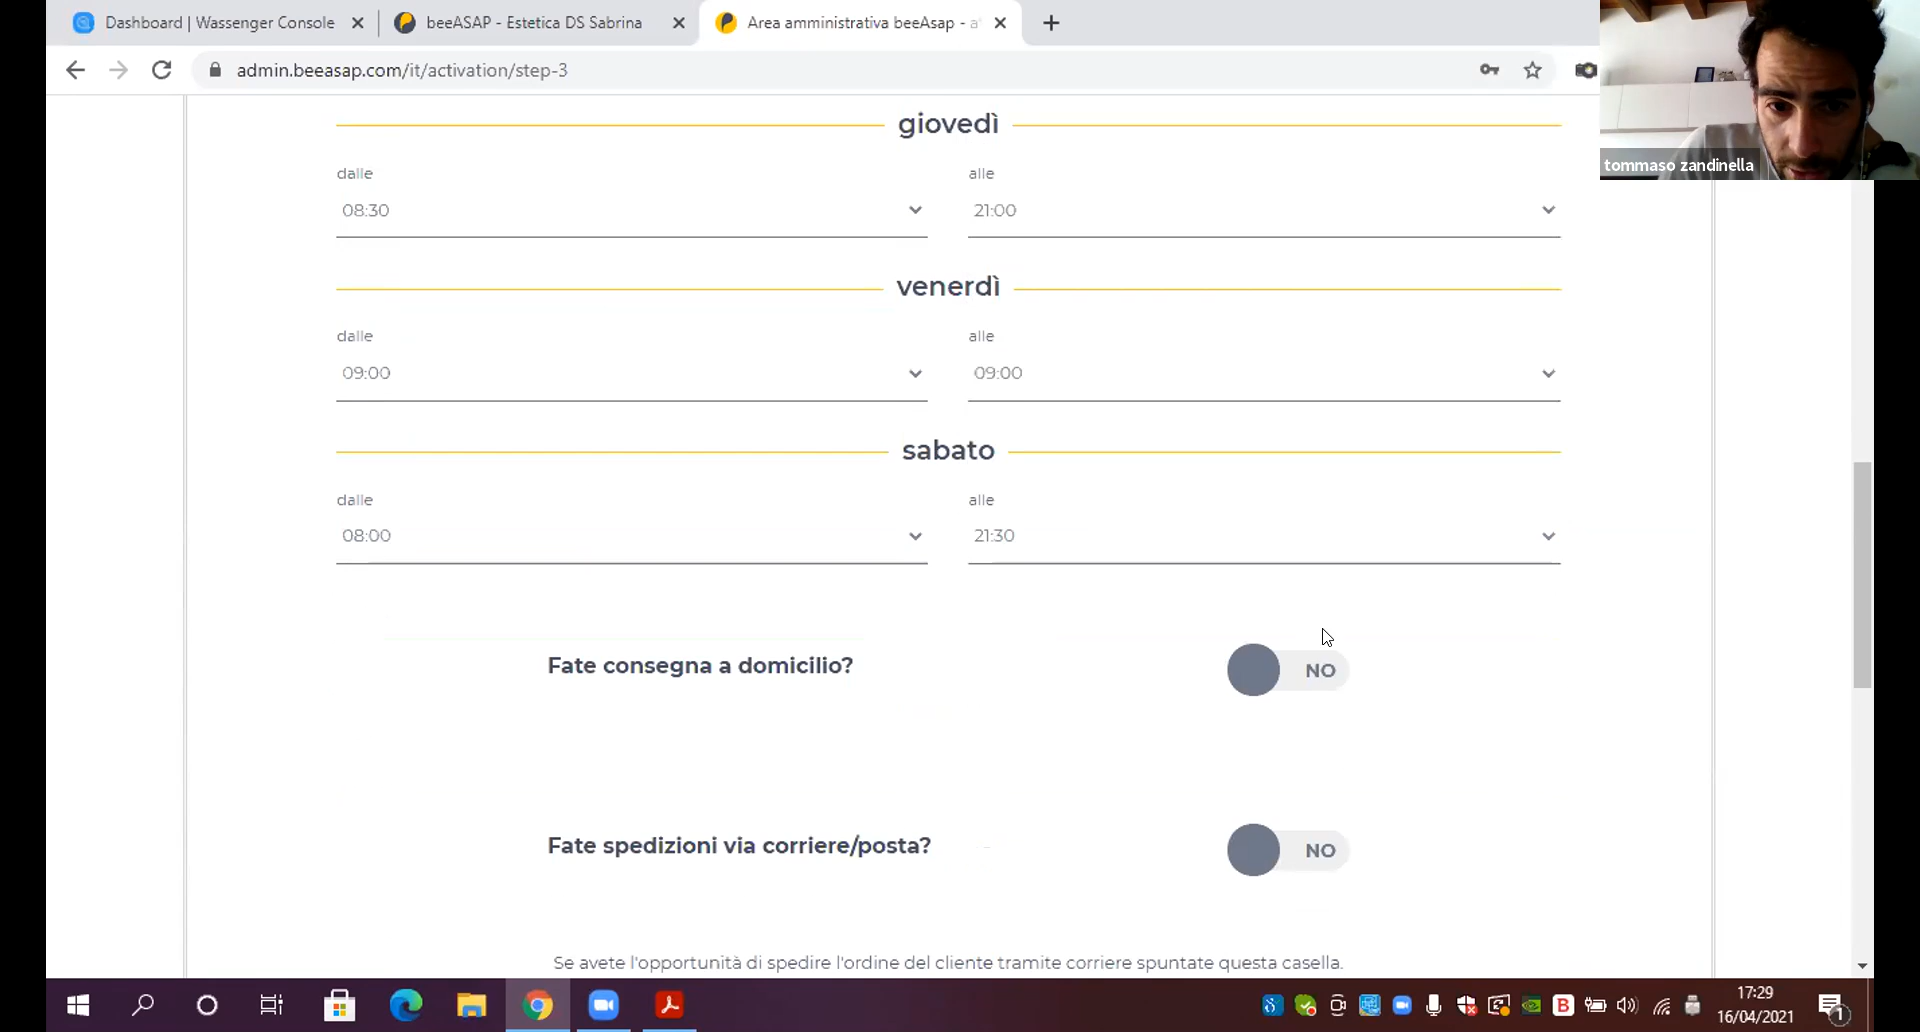 Dashboard | Wassenger Console
beeASAP - Estetica DS Sabrina
Area amministrativa beeAsap - a
admin.beeasap.com/it/activation/step-3
tommaso zandinella
giovedì
dalle
alle
08:30
21:00
venerdì
dalle
alle
09:00
09:00
sabato
dalle
alle
08:00
21:30
Fate consegna a domicilio?
NO
Fate spedizioni via corriere/posta?
NO
Se avete l'opportunità di spedire l'ordine del cliente tramite corriere spuntate questa casella.
17:29
16/04/2021
1